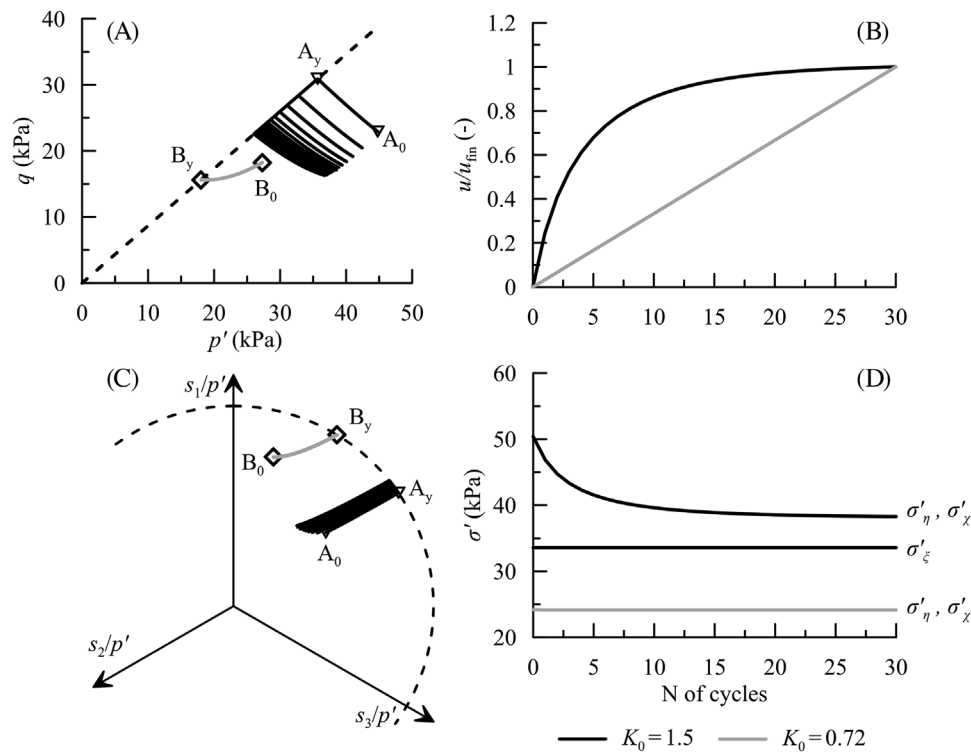 (A)
40
30
20
10
0
q (kPa)
A_y
A_0
B_y
B_0
0 10 20 30 40 50
p′ (kPa)
(B)
1.2
1
0.8
0.6
0.4
0.2
0
u/u_fin (-)
0 5 10 15 20 25 30
(C)
s_1/p′
B_y
B_0
A_y
A_0
s_2/p′
s_3/p′
(D)
60
50
40
30
20
σ′ (kPa)
σ′_η , σ′_χ
σ′_ξ
σ′_η , σ′_χ
0 5 10 15 20 25 30
N of cycles
K_0 = 1.5 K_0 = 0.72